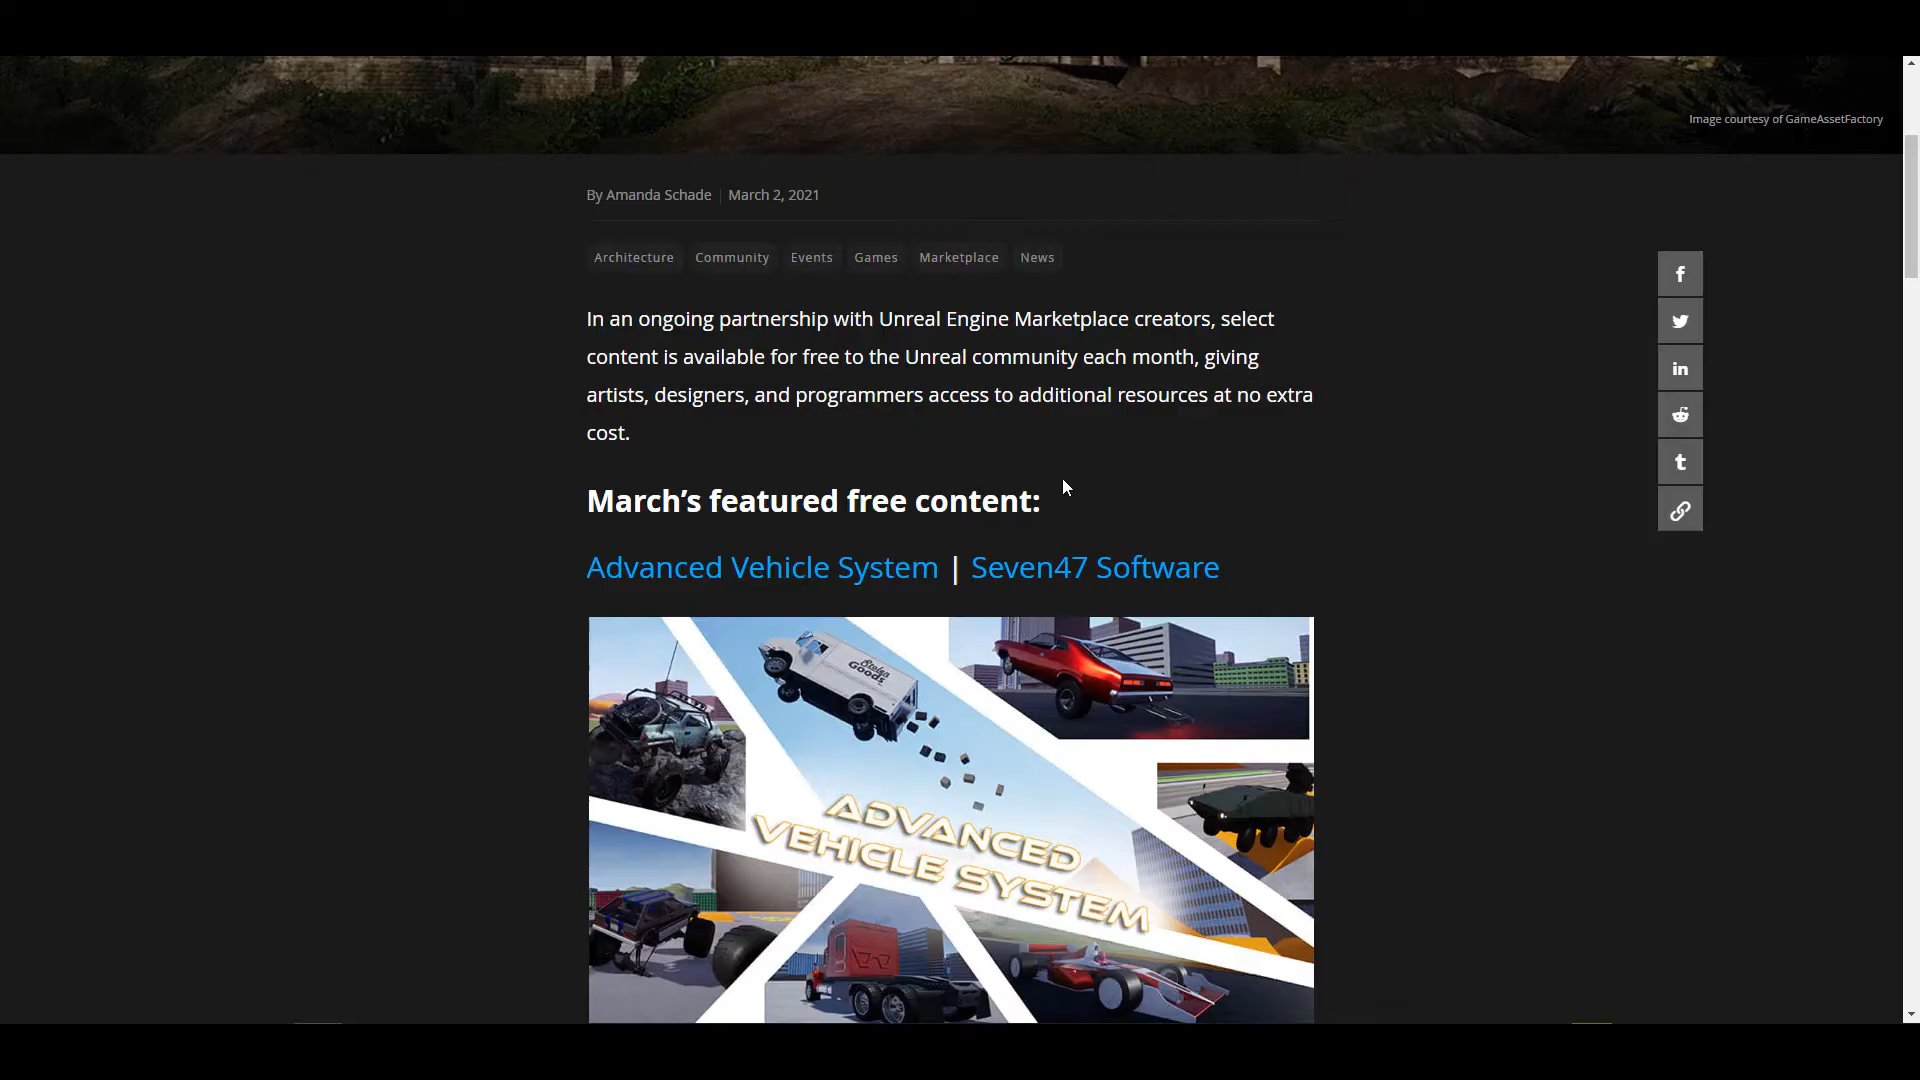 Image courtesy of GameAssetFactory
By Amanda Schade | March 2, 2021
Architecture Community Events Games Marketplace News
In an ongoing partnership with Unreal Engine Marketplace creators, select
content is available for free to the Unreal community each month, giving
artists, designers, and programmers access to additional resources at no extra
cost.
March’s featured free content:
Advanced Vehicle System | Seven47 Software
Stolen
Goods
ADVANCED
VEHICLE SYSTEM